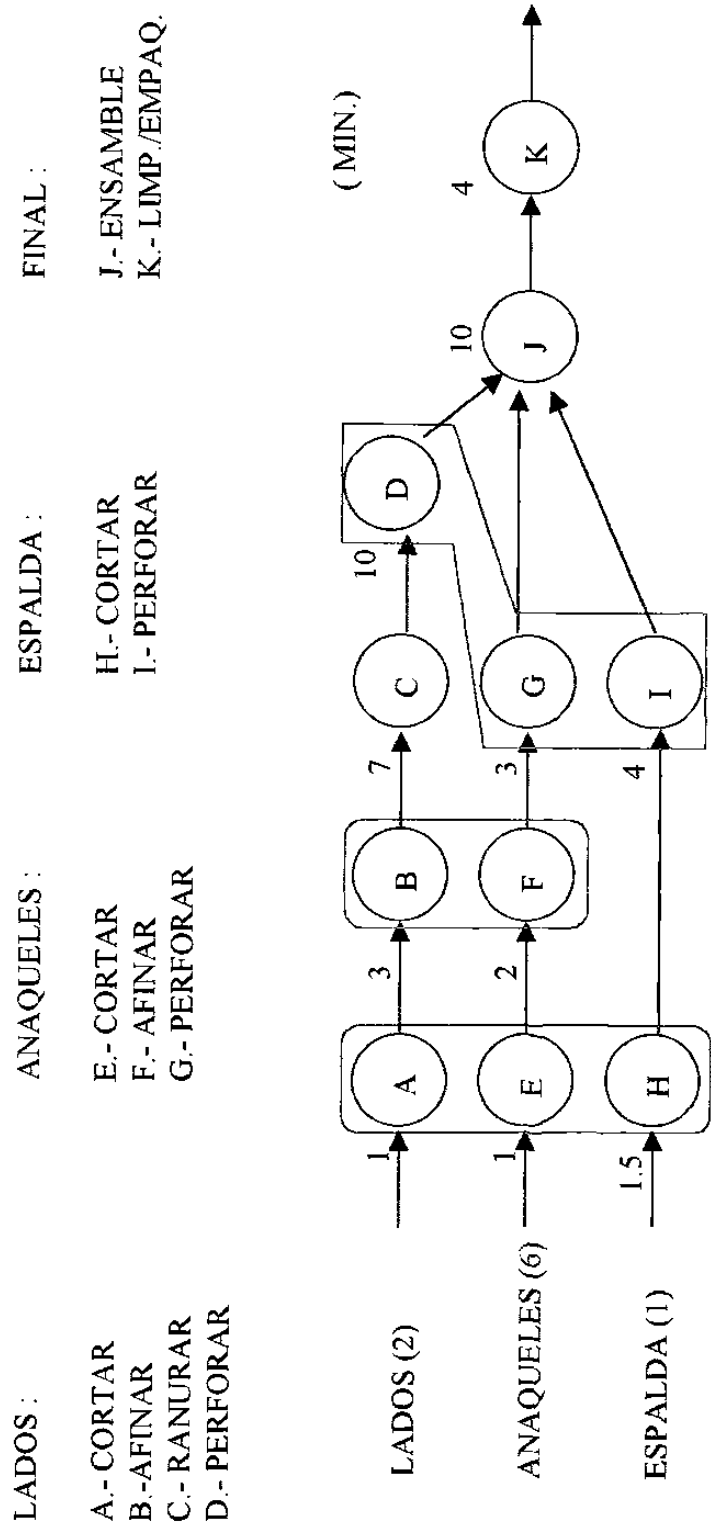 LADOS :
A.- CORTAR
B.-AFINAR
C.- RANURAR
D.- PERFORAR
ANAQUELES :
E.- CORTAR
F.- AFINAR
G.- PERFORAR
ESPALDA :
H.- CORTAR
I.- PERFORAR
FINAL :
J.- ENSAMBLE
K.- LIMP./EMPAQ.
( MIN.)
LADOS (2)
1
A
3
B
7
C
10
D
ANAQUELES (6)
1
E
2
F
3
G
10
J
4
K
ESPALDA (1)
1.5
H
4
I